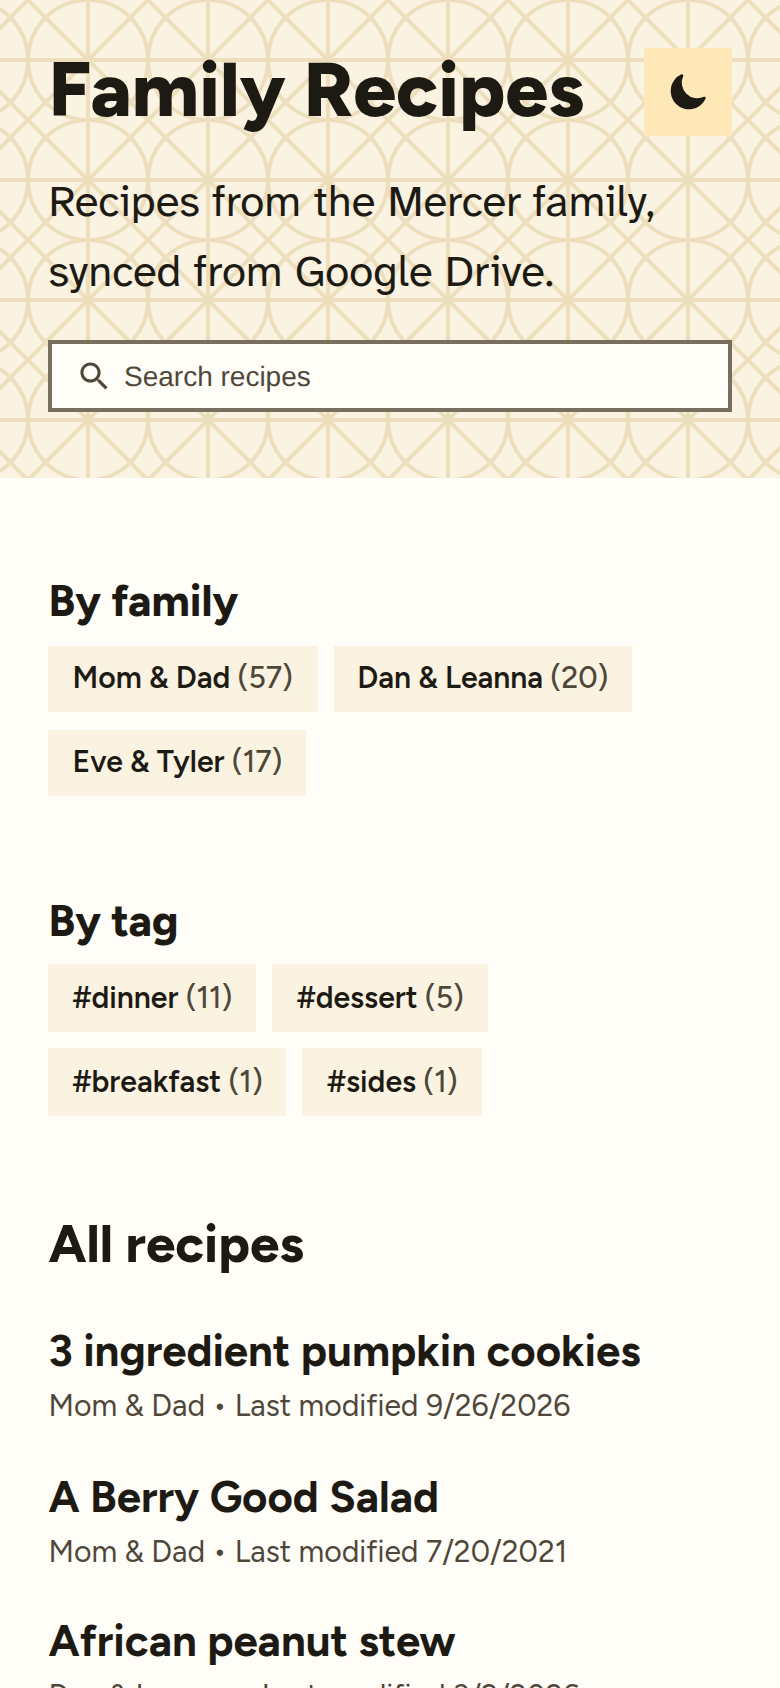 Family Recipes
Recipes from the Mercer family,
synced from Google Drive.
Search recipes
By family
Mom & Dad (57) Dan & Leanna (20)
Eve & Tyler (17)
By tag
#dinner (11) #dessert (5)
#breakfast (1) #sides (1)
All recipes
3 ingredient pumpkin cookies
Mom & Dad • Last modified 9/26/2026
A Berry Good Salad
Mom & Dad • Last modified 7/20/2021
African peanut stew